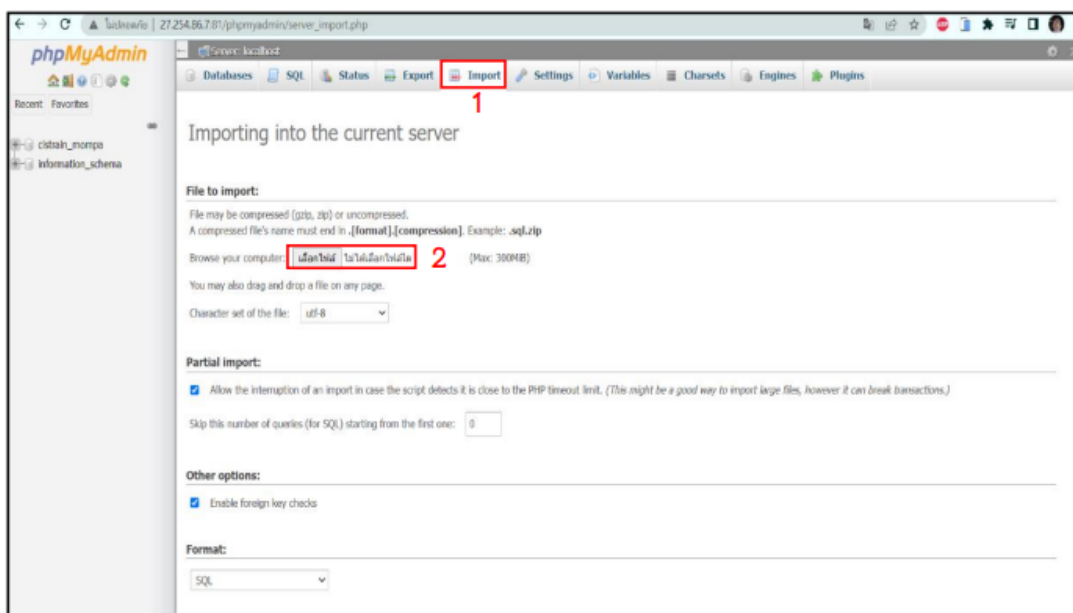 ไม่ปลอดภัย | 27.254.86.7:81/phpmyadmin/server_import.php
phpMyAdmin
Server: localhost
Databases SQL Status Export Import Settings Variables Charsets Engines Plugins
1
Recent Favorites
cistrain_mompa
information_schema
Importing into the current server
File to import:
File may be compressed (gzip, zip) or uncompressed.
A compressed file's name must end in .[format].[compression]. Example: .sql.zip
Browse your computer: เลือกไฟล์ ไม่ได้เลือกไฟล์ใด 2 (Max: 300MiB)
You may also drag and drop a file on any page.
Character set of the file: utf-8
Partial import:
Allow the interruption of an import in case the script detects it is close to the PHP timeout limit. (This might be a good way to import large files, however it can break transactions.)
Skip this number of queries (for SQL) starting from the first one: 0
Other options:
Enable foreign key checks
Format:
SQL